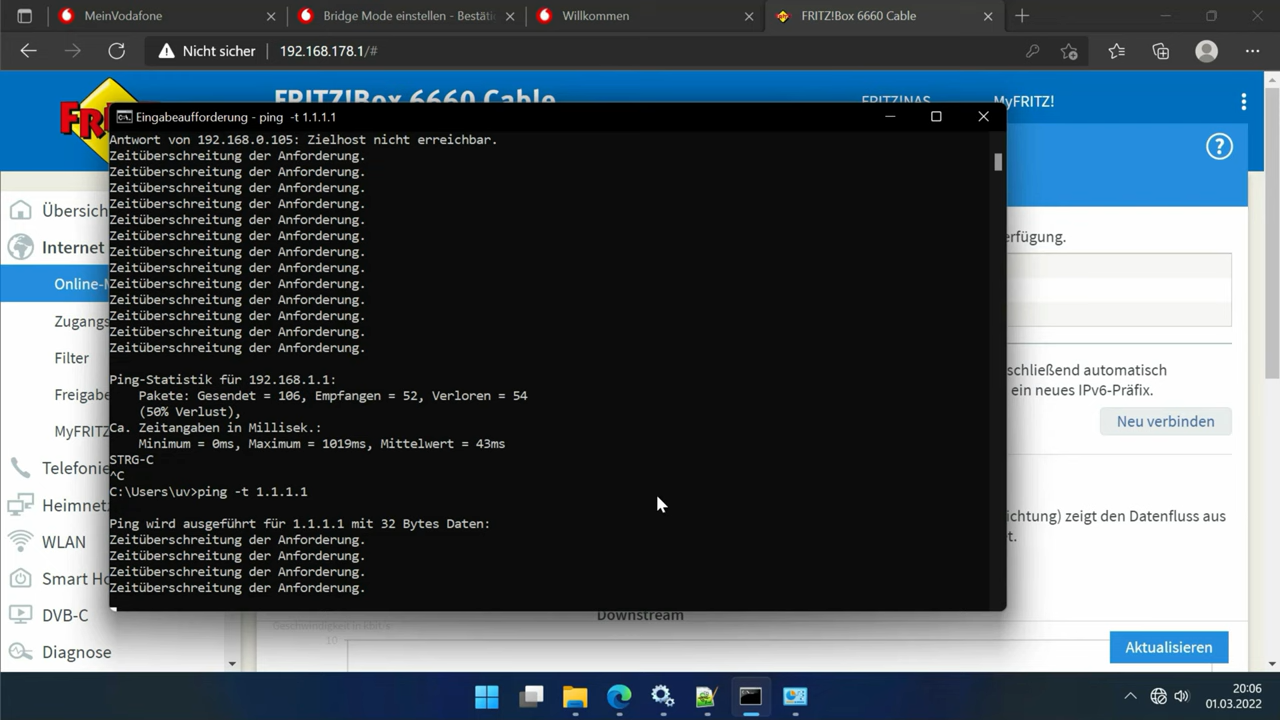 MeinVodafone
Bridge Mode einstellen - Bestäti
Willkommen
FRITZ!Box 6660 Cable
Nicht sicher
192.168.178.1/#
FRITZ!Box 6660 Cable
FRITZ!NAS
MyFRITZ!
Eingabeaufforderung - ping -t 1.1.1.1
Antwort von 192.168.0.105: Zielhost nicht erreichbar.
Zeitüberschreitung der Anforderung.
Zeitüberschreitung der Anforderung.
Zeitüberschreitung der Anforderung.
Zeitüberschreitung der Anforderung.
Zeitüberschreitung der Anforderung.
Zeitüberschreitung der Anforderung.
Zeitüberschreitung der Anforderung.
Zeitüberschreitung der Anforderung.
Zeitüberschreitung der Anforderung.
Zeitüberschreitung der Anforderung.
Zeitüberschreitung der Anforderung.
Zeitüberschreitung der Anforderung.
Zeitüberschreitung der Anforderung.
Ping-Statistik für 192.168.1.1:
Pakete: Gesendet = 106, Empfangen = 52, Verloren = 54
(50% Verlust),
Ca. Zeitangaben in Millisek.:
Minimum = 0ms, Maximum = 1019ms, Mittelwert = 43ms
STRG-C
^C
C:\Users\uv>ping -t 1.1.1.1
Ping wird ausgeführt für 1.1.1.1 mit 32 Bytes Daten:
Zeitüberschreitung der Anforderung.
Zeitüberschreitung der Anforderung.
Zeitüberschreitung der Anforderung.
Zeitüberschreitung der Anforderung.
FRI
Übersich
Internet
Online-M
Zugangs
Filter
Freigabe
MyFRITZ
Telefonie
Heimnetz
WLAN
Smart Ho
DVB-C
Diagnose
erfügung.
schließend automatisch
ein neues IPv6-Präfix.
Neu verbinden
ichtung) zeigt den Datenfluss aus
et.
Downstream
Geschwindigkeit in kbit/s
10
Aktualisieren
20:06
01.03.2022